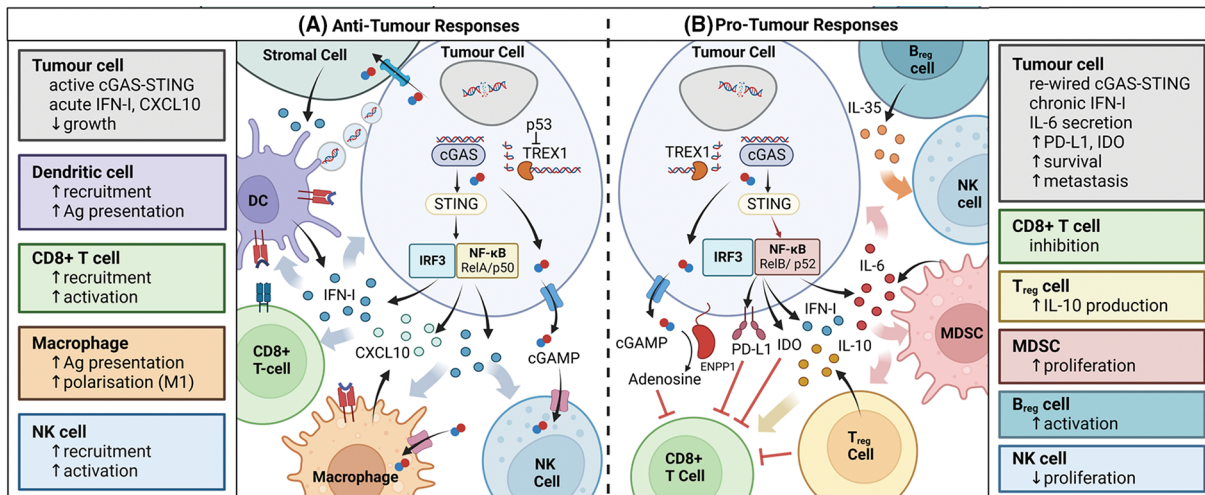 (A) Anti-Tumour Responses
(B) Pro-Tumour Responses
Tumour cell
active cGAS-STING
acute IFN-I, CXCL10
↓growth
Dendritic cell
↑recruitment
↑Ag presentation
CD8+ T cell
↑recruitment
↑activation
Macrophage
↑Ag presentation
↑polarisation (M1)
NK cell
↑recruitment
↑activation
Stromal Cell
Tumour Cell
p53
TREX1
cGAS
STING
IRF3
NF-κB
RelA/p50
DC
IFN-I
CXCL10
cGAMP
CD8+
T-cell
Macrophage
NK
Cell
Tumour Cell
TREX1
cGAS
STING
IRF3
NF-κB
RelB/ p52
Breg
cell
IL-35
NK
cell
IL-6
MDSC
IFN-I
IL-10
PD-L1
IDO
cGAMP
ENPP1
Adenosine
CD8+
T Cell
Treg
Cell
Tumour cell
re-wired cGAS-STING
chronic IFN-I
IL-6 secretion
↑PD-L1, IDO
↑survival
↑metastasis
CD8+ T cell
inhibition
Treg cell
↑IL-10 production
MDSC
↑proliferation
Breg cell
↑activation
NK cell
↓proliferation